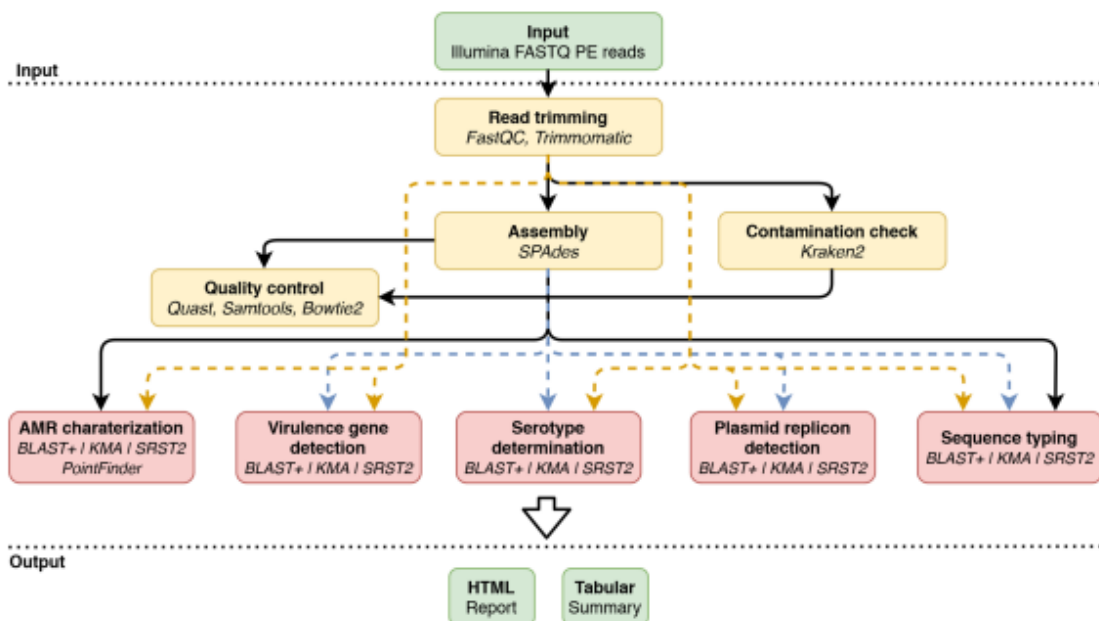 Input
Illumina FASTQ PE reads
Input
Read trimming
FastQC, Trimmomatic
Assembly
SPAdes
Contamination check
Kraken2
Quality control
Quast, Samtools, Bowtie2
AMR charaterization
BLAST+ / KMA / SRST2
PointFinder
Virulence gene
detection
BLAST+ / KMA / SRST2
Serotype
determination
BLAST+ / KMA / SRST2
Plasmid replicon
detection
BLAST+ / KMA / SRST2
Sequence typing
BLAST+ / KMA / SRST2
Output
HTML
Report
Tabular
Summary